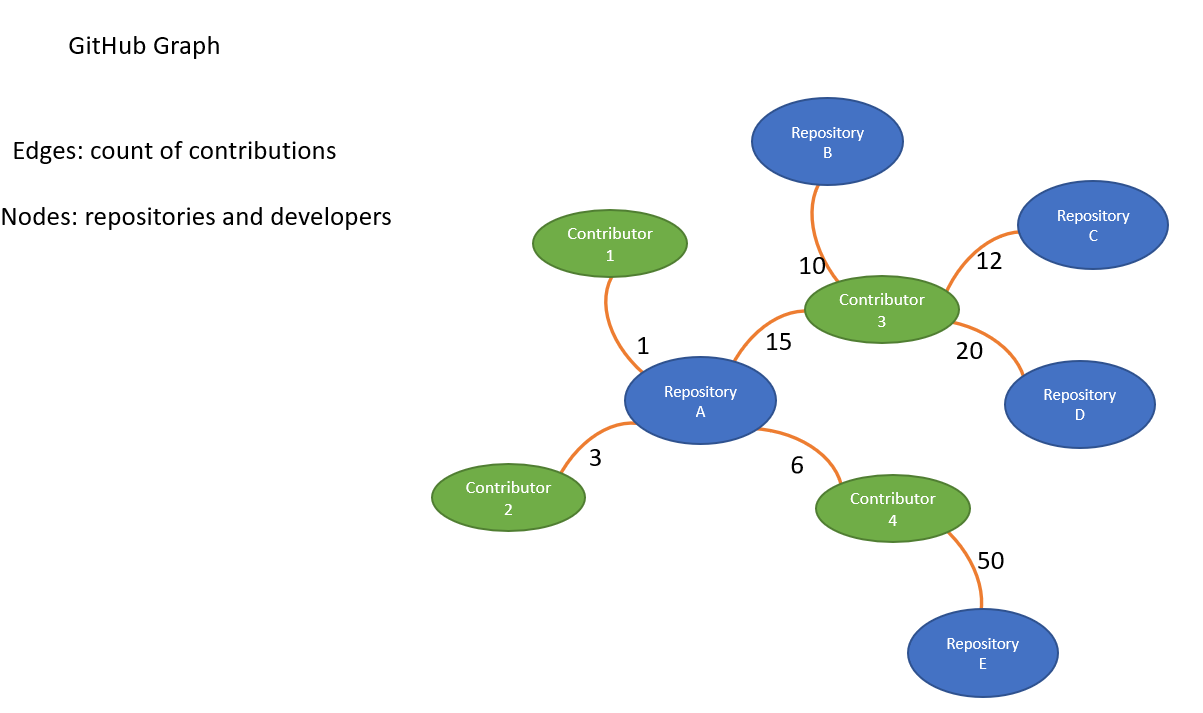 GitHub Graph
Edges: count of contributions
Nodes: repositories and developers
Repository
B
Repository
C
Contributor
1
10
12
Contributor
3
1
15
20
Repository
A
Repository
D
3
6
Contributor
2
Contributor
4
50
Repository
E